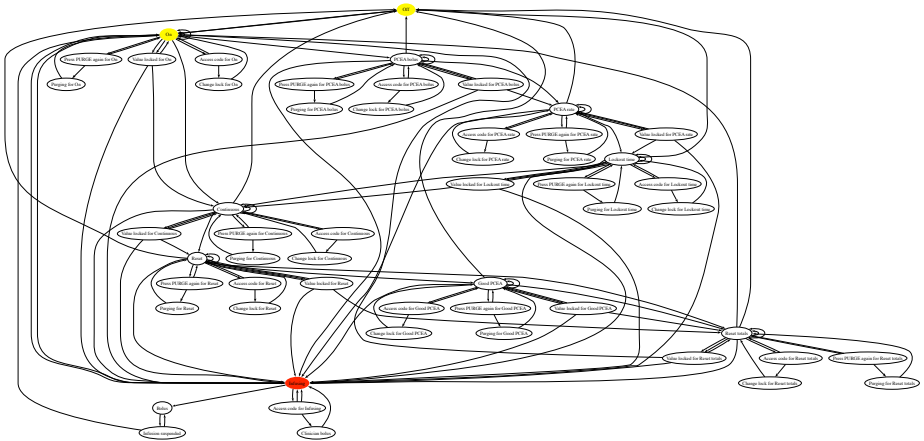 Off
On
Press PURGE again for On
Value locked for On
Access code for On
PCEA bolus
Purging for On
Change lock for On
Press PURGE again for PCEA bolus
Access code for PCEA bolus
Value locked for PCEA bolus
Purging for PCEA bolus
Change lock for PCEA bolus
PCEA rate
Access code for PCEA rate
Press PURGE again for PCEA rate
Value locked for PCEA rate
Change lock for PCEA rate
Purging for PCEA rate
Lockout time
Value locked for Lockout time
Press PURGE again for Lockout time
Access code for Lockout time
Continuous
Purging for Lockout time
Change lock for Lockout time
Value locked for Continuous
Press PURGE again for Continuous
Access code for Continuous
Reset
Purging for Continuous
Change lock for Continuous
Press PURGE again for Reset
Access code for Reset
Value locked for Reset
Good PCEA
Purging for Reset
Change lock for Reset
Access code for Good PCEA
Press PURGE again for Good PCEA
Value locked for Good PCEA
Change lock for Good PCEA
Purging for Good PCEA
Reset totals
Value locked for Reset totals
Access code for Reset totals
Press PURGE again for Reset totals
Infusing
Change lock for Reset totals
Purging for Reset totals
Bolus
Access code for Infusing
Infusion suspended
Clinician bolus